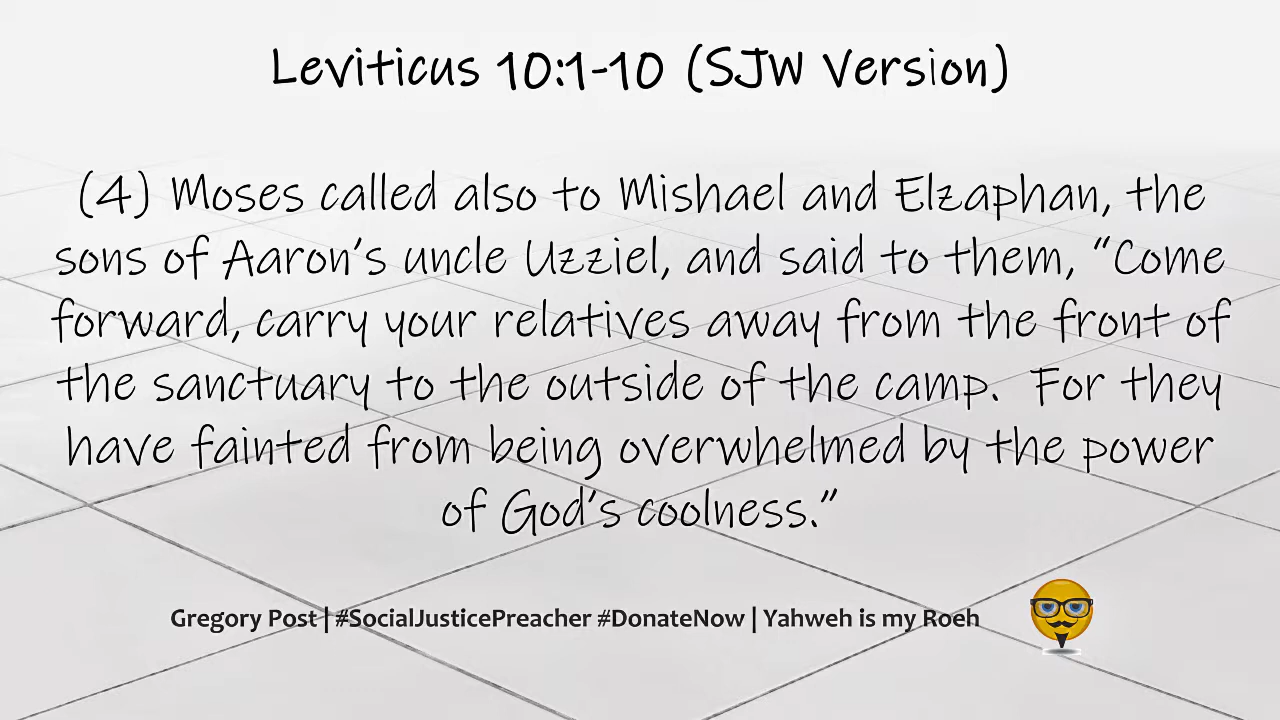 Leviticus 10:1-10 (SJW Version)
(4) Moses called also to Mishael and Elzaphan, the
sons of Aaron’s uncle Uzziel, and said to them, “Come
forward, carry your relatives away from the front of
the sanctuary to the outside of the camp.  For they
have fainted from being overwhelmed by the power
of God’s coolness.”
Gregory Post | #SocialJusticePreacher #DonateNow | Yahweh is my Roeh